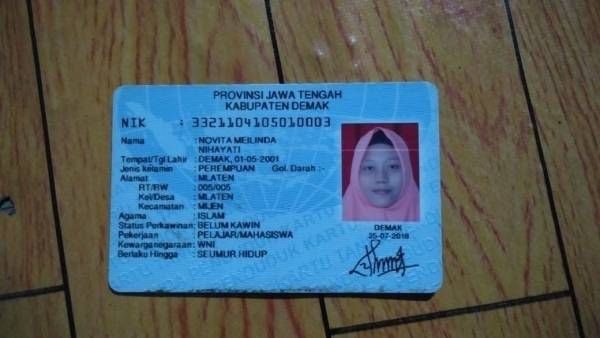 PROVINSI JAWA TENGAH
KABUPATEN DEMAK
NIK : 3321104105010003
Nama : NOVITA MEILINDA
NIHAYATI
Tempat/Tgl Lahir : DEMAK, 01-05-2001
Jenis kelamin : PEREMPUAN Gol. Darah :-
Alamat : MLATEN
RT/RW : 005/005
Kel/Desa : MLATEN
Kecamatan : MIJEN
Agama : ISLAM
Status Perkawinan: BELUM KAWIN
Pekerjaan : PELAJAR/MAHASISWA
Kewarganegaraan: WNI
Berlaku Hingga : SEUMUR HIDUP
DEMAK
25-07-2018